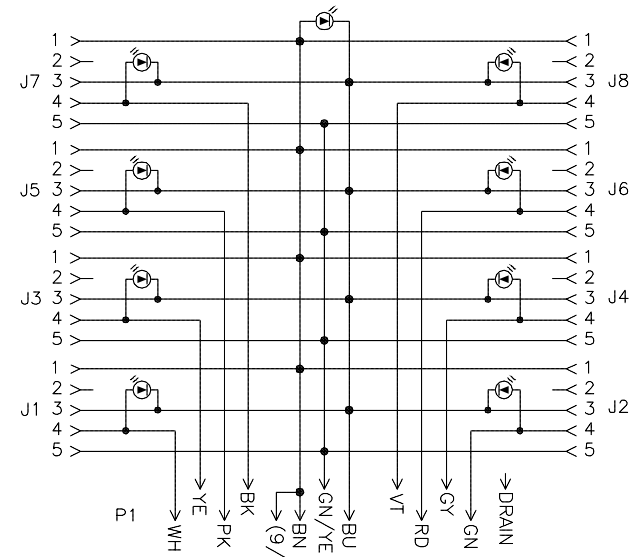 1 1
2 2
J7 3 3 J8
4 4
5 5
1 1
2 2
J5 3 3 J6
4 4
5 5
1 1
2 2
J3 3 3 J4
4 4
5 5
1 1
2 2
J1 3 3 J2
4 4
5 5
P1
WH
YE
PK
BK
(9/
BN
GN/YE
BU
VT
RD
GY
GN
DRAIN